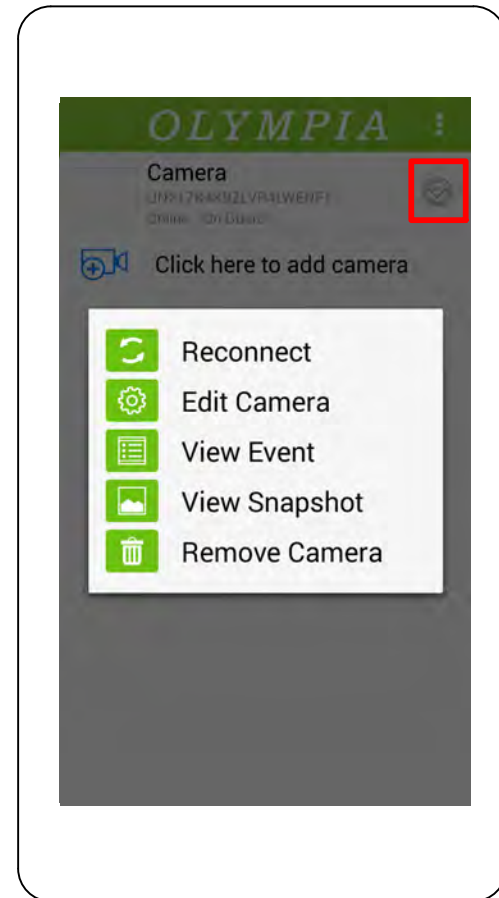 OLYMPIA
Camera
Click here to add camera
Reconnect
Edit Camera
View Event
View Snapshot
Remove Camera